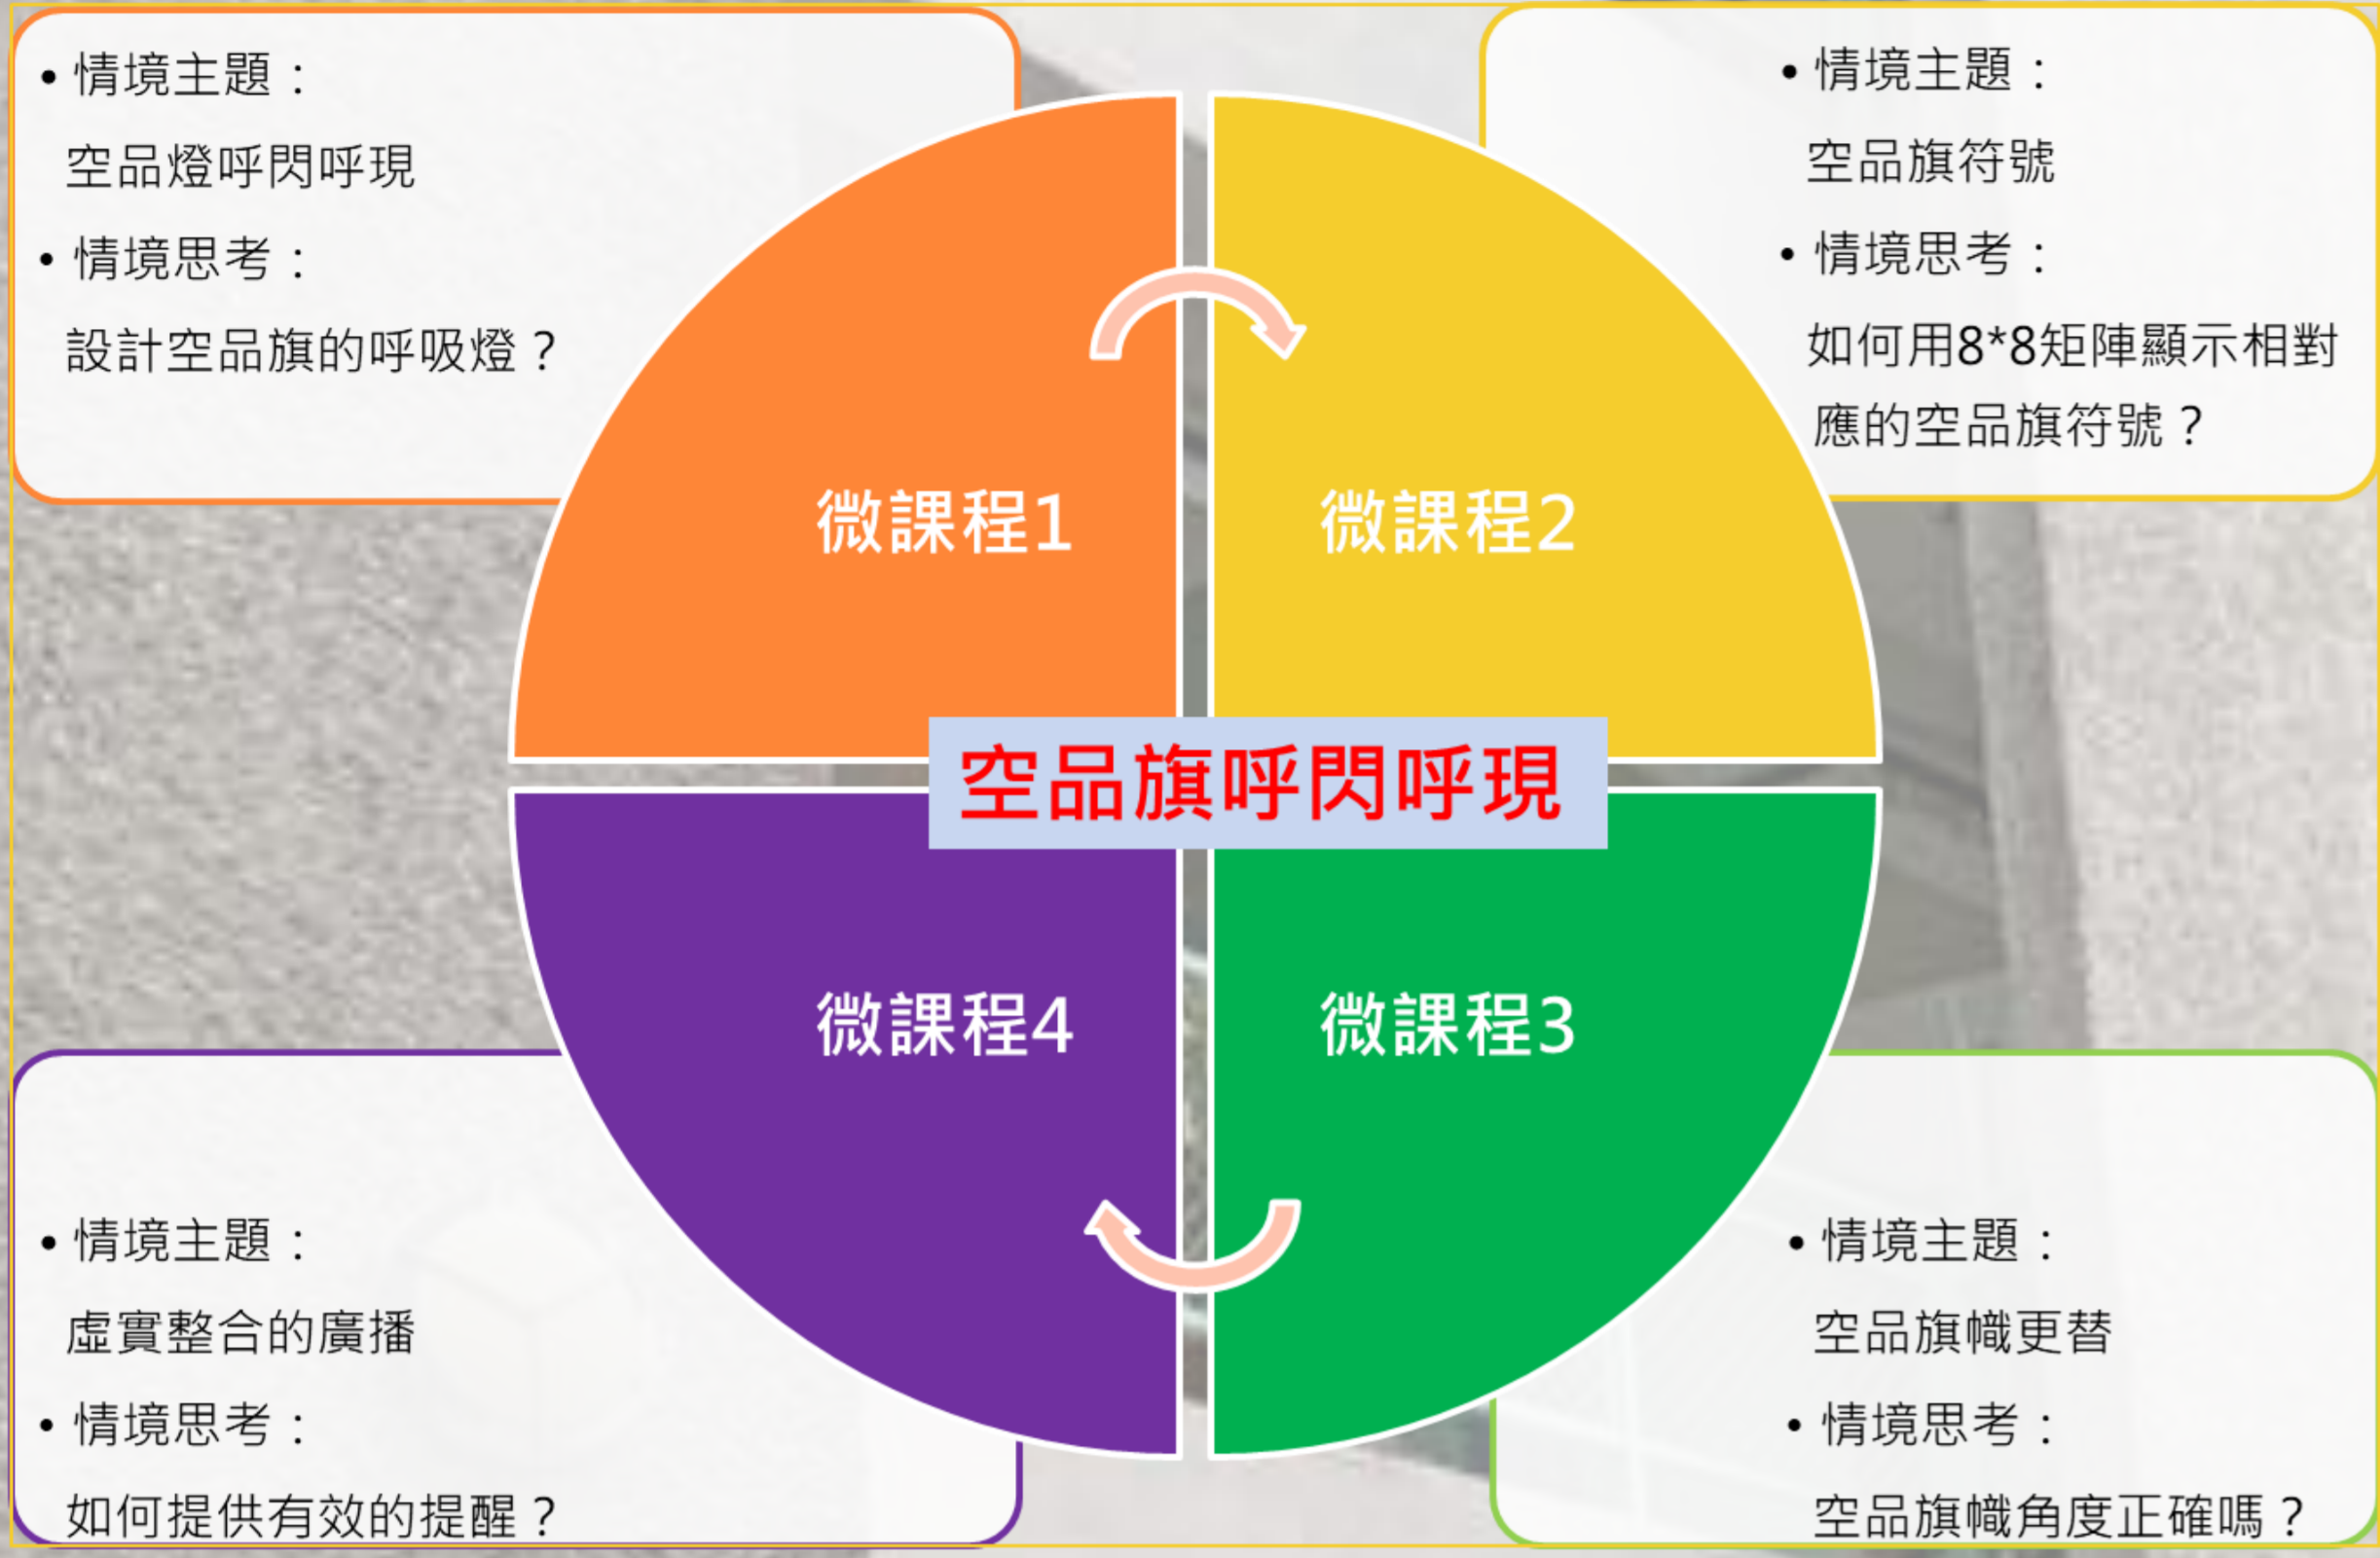 • 情境主題：
空品燈呼閃呼現
• 情境思考：
設計空品旗的呼吸燈？
• 情境主題：
空品旗符號
• 情境思考：
如何用8*8矩陣顯示相對
應的空品旗符號？
微課程1
微課程2
空品旗呼閃呼現
微課程4
微課程3
• 情境主題：
虛實整合的廣播
• 情境思考：
如何提供有效的提醒？
• 情境主題：
空品旗幟更替
• 情境思考：
空品旗幟角度正確嗎？